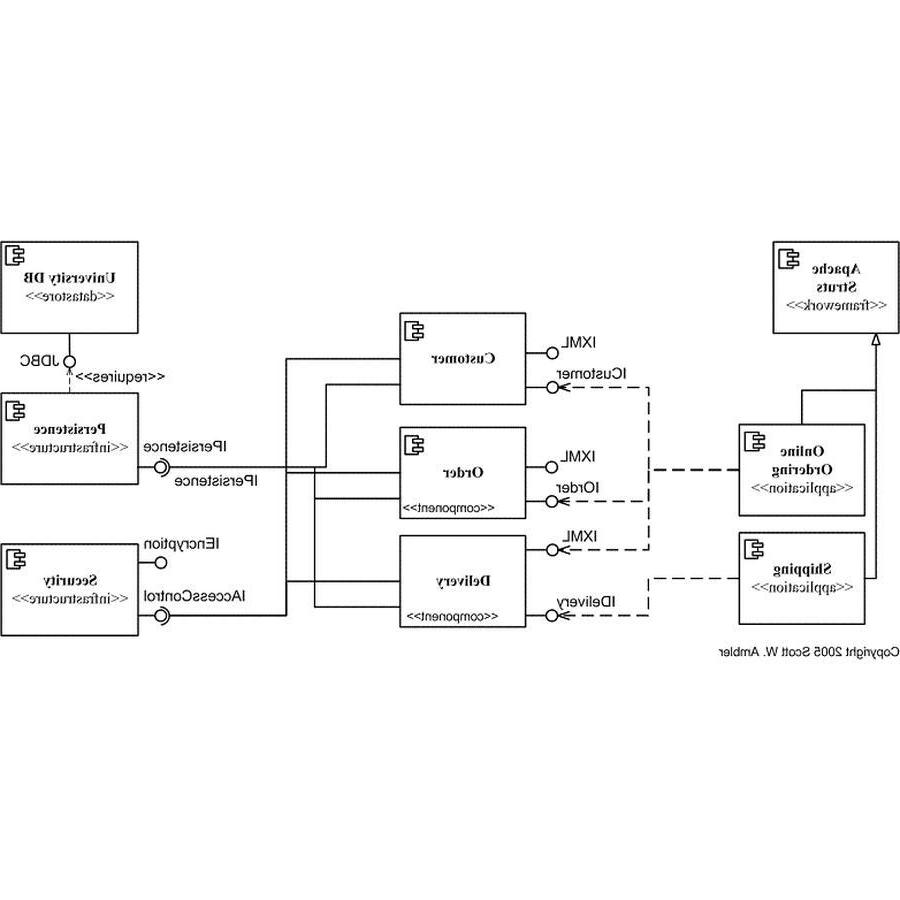 University DB
<<datastore>>
Apache
Struts
<<framework>>
JDBC
<<requires>>
Customer
IXML
ICustomer
Persistence
<<infrastructure>>
IPersistence
IPersistence
Order
<<component>>
IXML
IOrder
Online
Ordering
<<application>>
Security
<<infrastructure>>
IEncryption
IAccessControl
Delivery
<<component>>
IXML
IDelivery
Shipping
<<application>>
Copyright 2005 Scott W. Ambler